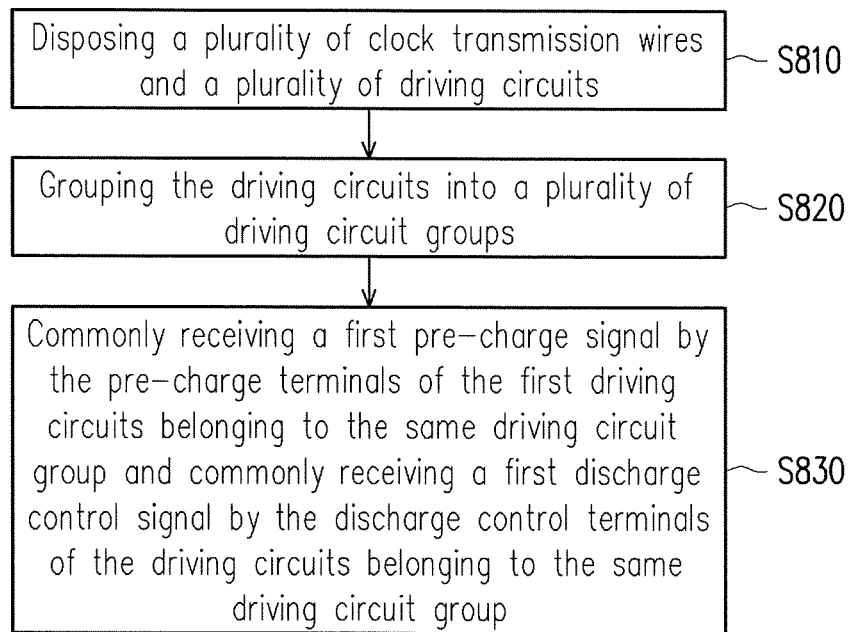 Disposing a plurality of clock transmission wires
and a plurality of driving circuits
S810
Grouping the driving circuits into a plurality of
driving circuit groups
S820
Commonly receiving a first pre-charge signal by
the pre-charge terminals of the first driving
circuits belonging to the same driving circuit
group and commonly receiving a first discharge
control signal by the discharge control terminals
of the driving circuits belonging to the same
driving circuit group
S830